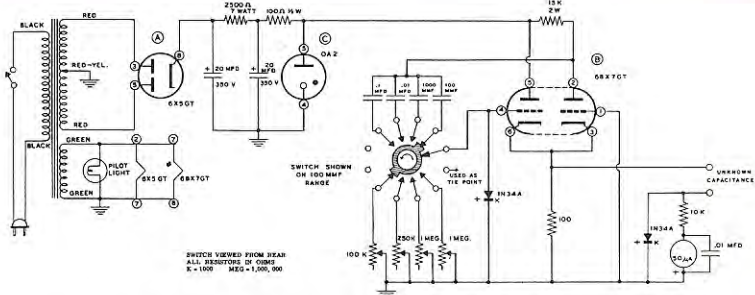 BLACK
RED
RED-YEL.
RED
BLACK
GREEN
GREEN
PILOT
LIGHT
A
3
5
8
6X5GT
2
7
6X5GT
7
8
6BX7GT
2500Ω
7 WATT
100Ω ½W
+ 20 MFD
350 V
+ 20
MFD
350 V
C
5
OA2
4
15K
2W
B
6BX7GT
5
2
4
1
6
3
.1
MFD
.01
MFD
1000
MMF
100
MMF
SWITCH SHOWN
ON 100 MMF
RANGE
USED AS
TIE POINT
100 K
250K
1 MEG.
1 MEG.
1N34A
+ K
100
UNKNOWN
CAPACITANCE
1N34A
+ K
10 K
50μA
+
.01 MFD
SWITCH VIEWED FROM REAR
ALL RESISTORS IN OHMS
K = 1000 MEG = 1,000,000